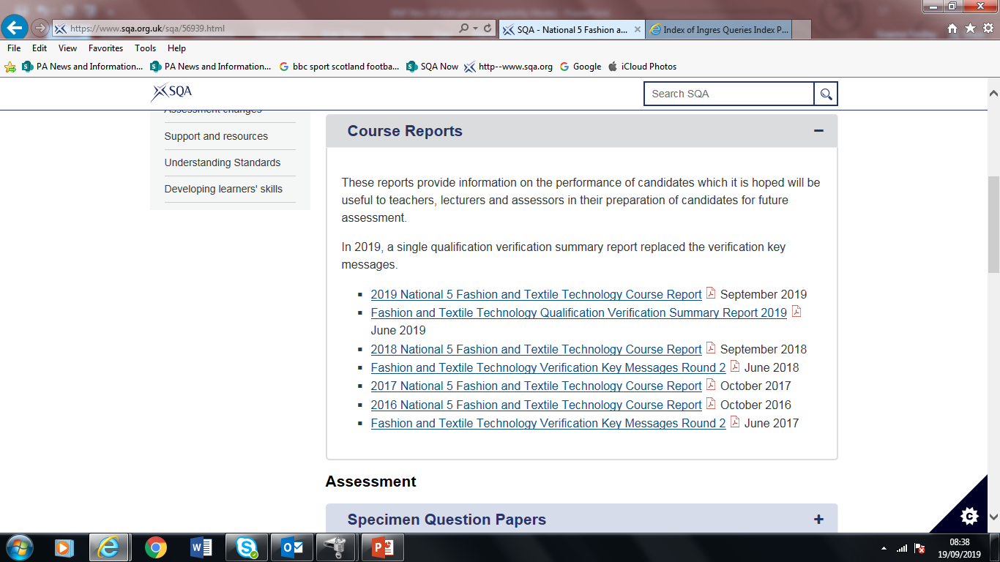 https://www.sqa.org.uk/sqa/56939.html
SQA - National 5 Fashion a...
Index of Ingres Queries Index P...
File Edit View Favorites Tools Help
PA News and Information... PA News and Information... bbc sport scotland footba... SQA Now http--www.sqa.org Google iCloud Photos
SQA
Search SQA
Assessment changes
Support and resources
Understanding Standards
Developing learners' skills
Course Reports
These reports provide information on the performance of candidates which it is hoped will be
useful to teachers, lecturers and assessors in their preparation of candidates for future
assessment.
In 2019, a single qualification verification summary report replaced the verification key
messages.
2019 National 5 Fashion and Textile Technology Course Report September 2019
Fashion and Textile Technology Qualification Verification Summary Report 2019
June 2019
2018 National 5 Fashion and Textile Technology Course Report September 2018
Fashion and Textile Technology Verification Key Messages Round 2 June 2018
2017 National 5 Fashion and Textile Technology Course Report October 2017
2016 National 5 Fashion and Textile Technology Course Report October 2016
Fashion and Textile Technology Verification Key Messages Round 2 June 2017
Assessment
Specimen Question Papers
08:38
19/09/2019